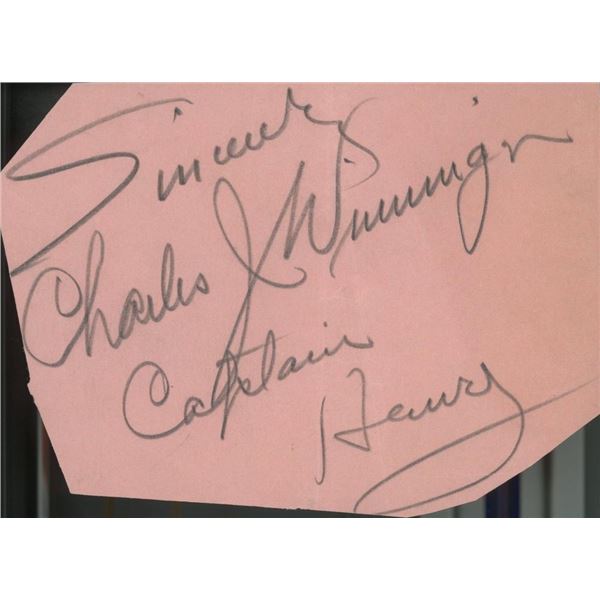 Sincerely
Charles J Winninger
Captain
Henry